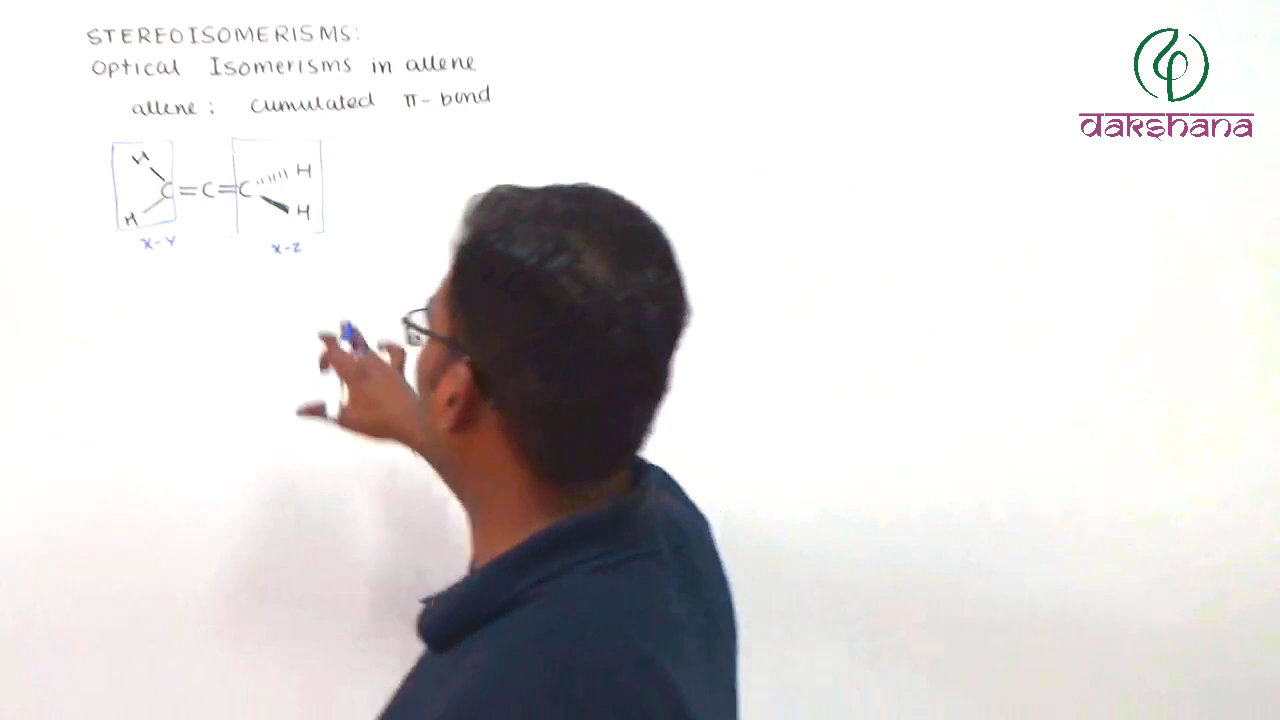 STEREOISOMERISMS:
Optical Isomerisms in allene
allene: cumulated π-bond
H
H
C=C=C
H
H
X-Y
X-Z
dakshana